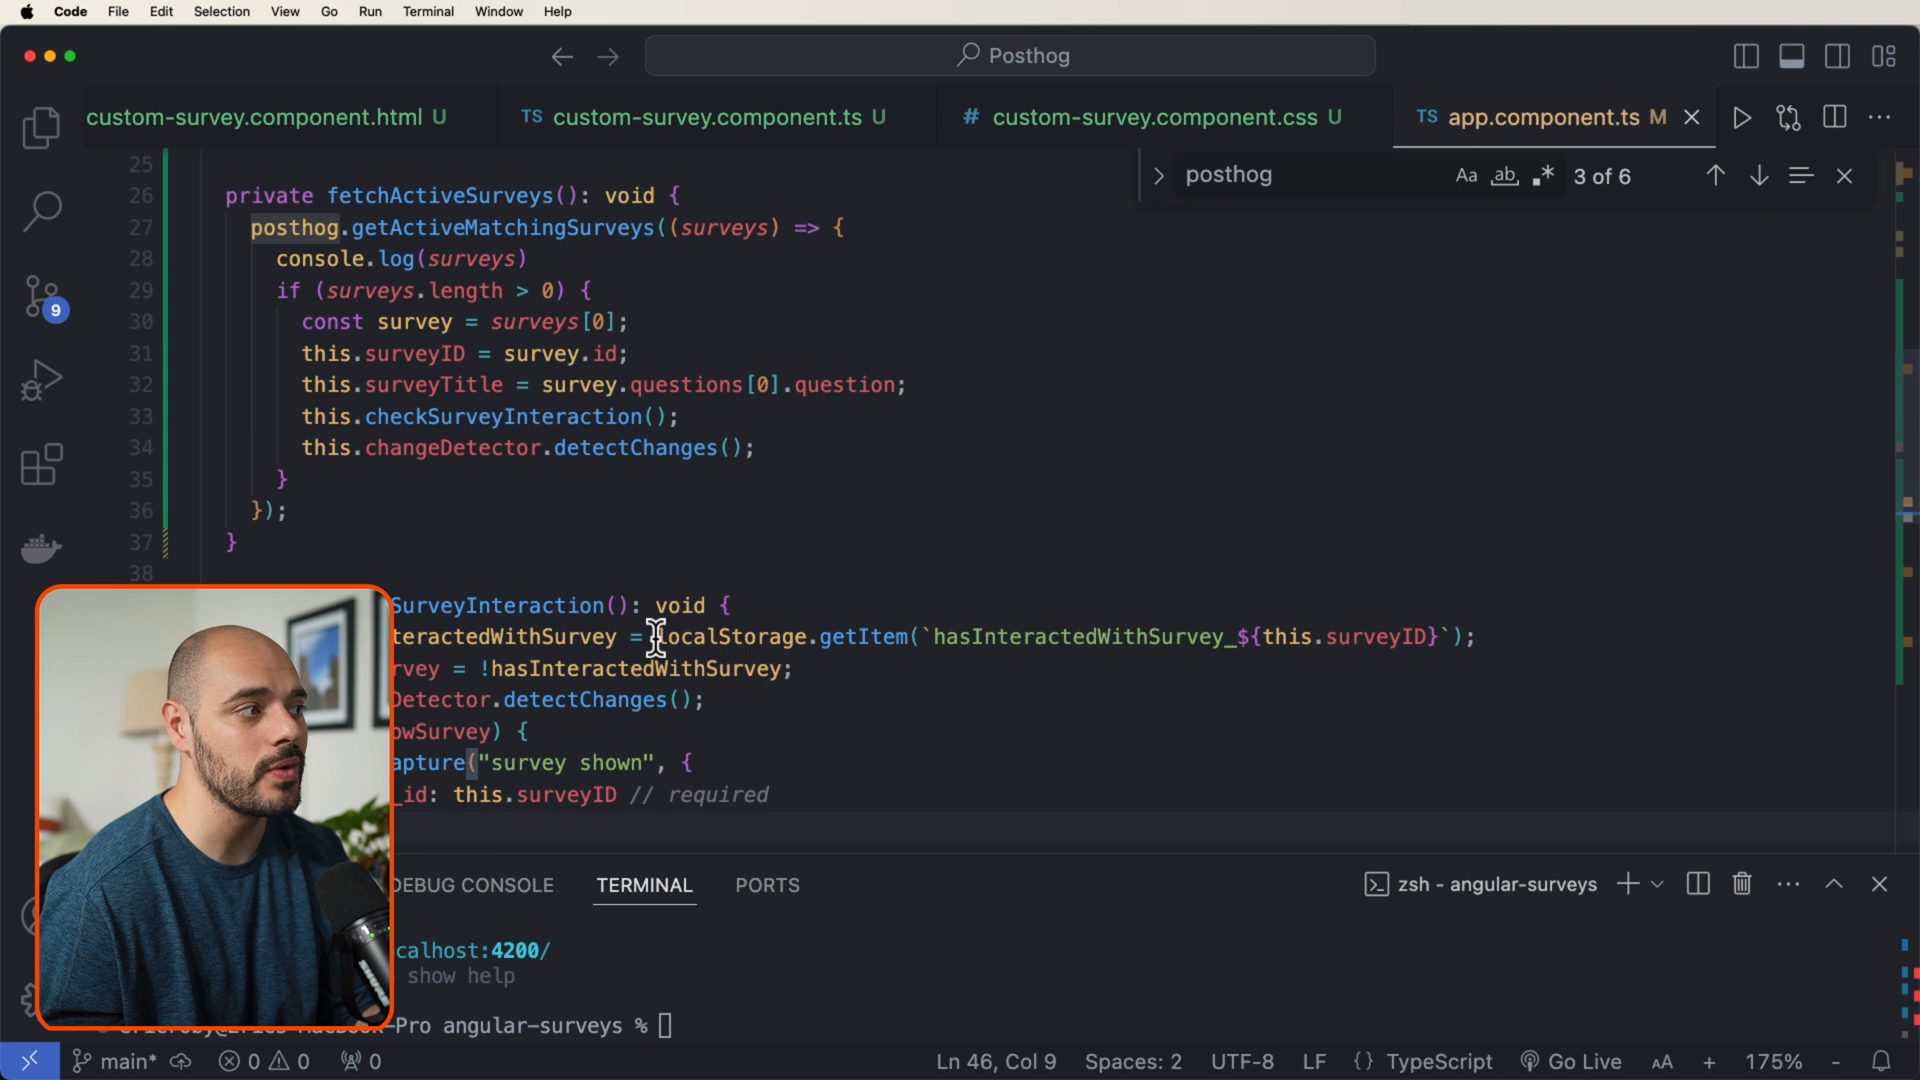 Code File Edit Selection View Go Run Terminal Window Help
Posthog
custom-survey.component.html U TS custom-survey.component.ts U # custom-survey.component.css U TS app.component.ts M
posthog Aa ab 3 of 6
25
26 private fetchActiveSurveys(): void {
27 posthog.getActiveMatchingSurveys((surveys) => {
28 console.log(surveys)
29 if (surveys.length > 0) {
30 const survey = surveys[0];
31 this.surveyID = survey.id;
32 this.surveyTitle = survey.questions[0].question;
33 this.checkSurveyInteraction();
34 this.changeDetector.detectChanges();
35 }
36 });
37 }
38
SurveyInteraction(): void {
teractedWithSurvey = localStorage.getItem(`hasInteractedWithSurvey_${this.surveyID}`);
rvey = !hasInteractedWithSurvey;
Detector.detectChanges();
owSurvey) {
apture("survey shown", {
_id: this.surveyID // required
9
DEBUG CONSOLE TERMINAL PORTS zsh - angular-surveys
calhost:4200/
show help
-Pro angular-surveys %
main* 0 0 0 Ln 46, Col 9 Spaces: 2 UTF-8 LF {} TypeScript Go Live AA + 175% -